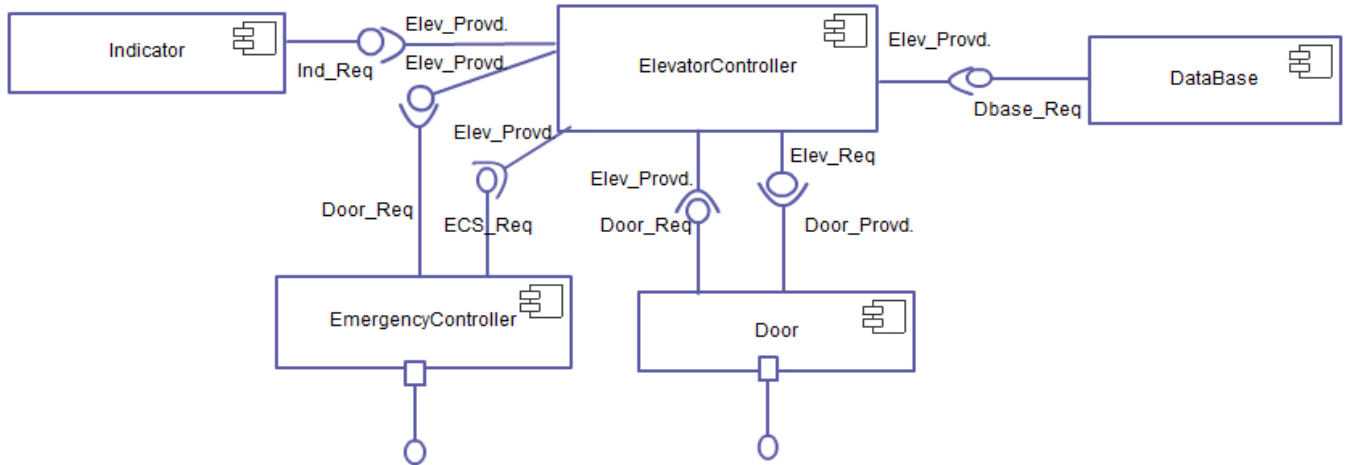 Elev_Provd.
Indicator
Ind_Req
Elev_Provd.
ElevatorController
Elev_Provd.
DataBase
Dbase_Req
Elev_Provd.
Elev_Req
Elev_Provd.
Door_Req
ECS_Req
Door_Req
Door_Provd.
EmergencyController
Door